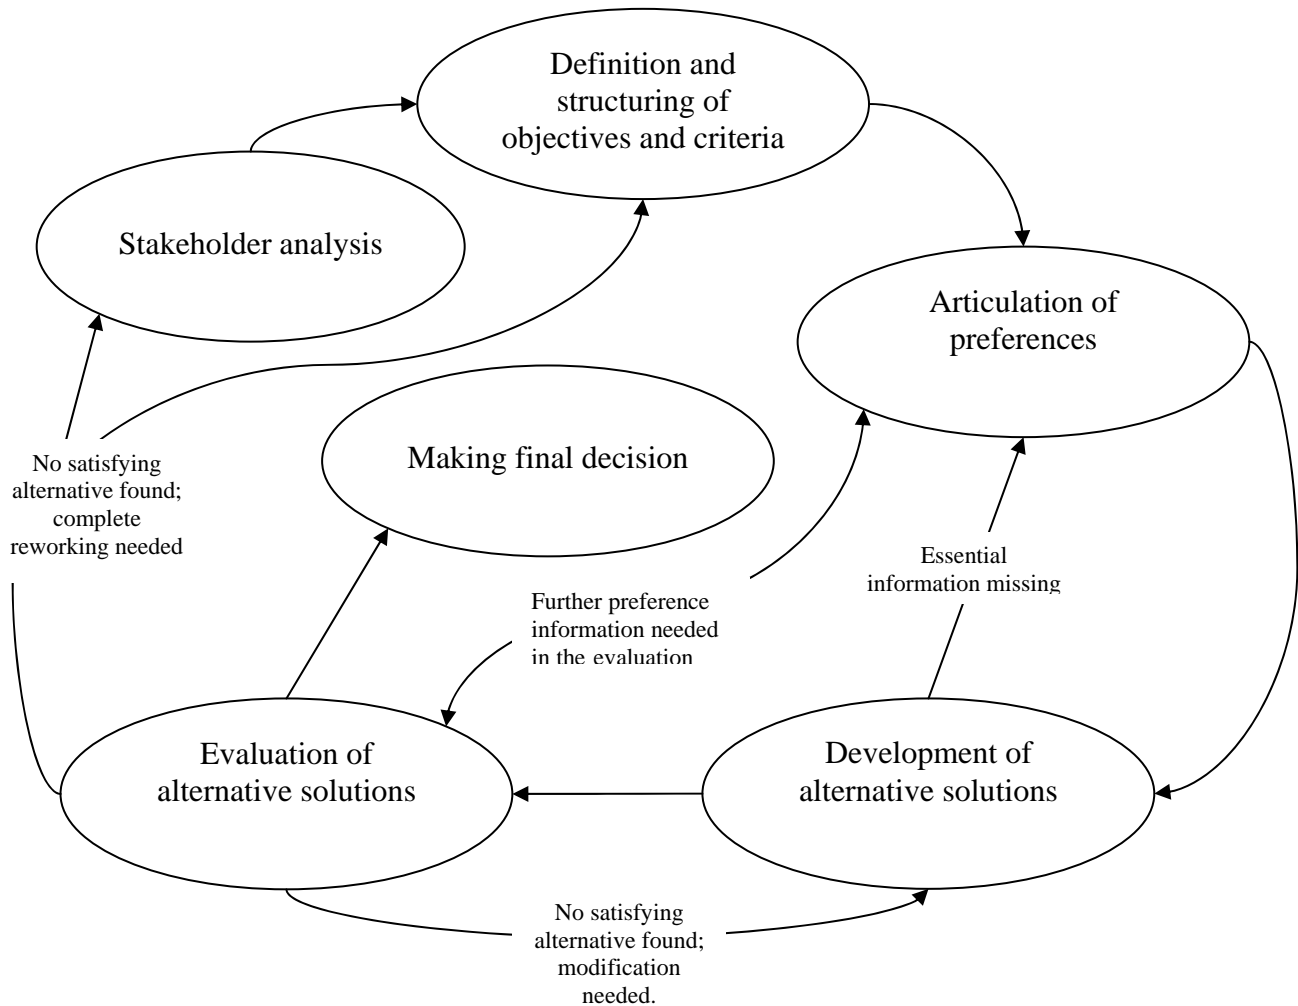 Definition and
structuring of
objectives and criteria
Stakeholder analysis
Articulation of
preferences
Making final decision
No satisfying
alternative found;
complete
reworking needed
Essential
information missing
Further preference
information needed
in the evaluation
Evaluation of
alternative solutions
Development of
alternative solutions
No satisfying
alternative found;
modification
needed.